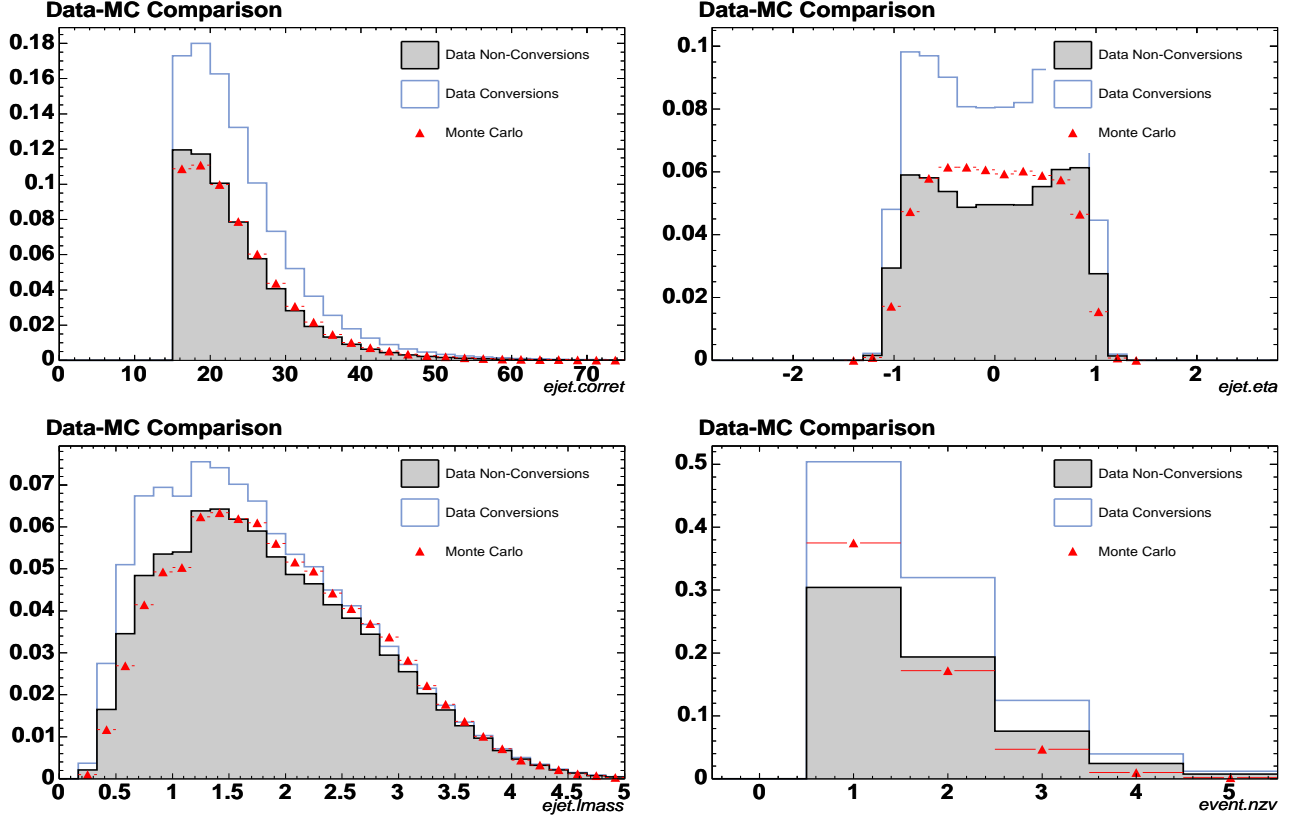 Data-MC Comparison
0.18
0.16
0.14
0.12
0.1
0.08
0.06
0.04
0.02
0
Data Non-Conversions
Data Conversions
Monte Carlo
0 10 20 30 40 50 60 70
ejet.corret
Data-MC Comparison
0.1
0.08
0.06
0.04
0.02
0
Data Non-Conversions
Data Conversions
Monte Carlo
-2 -1 0 1 2
ejet.eta
Data-MC Comparison
0.07
0.06
0.05
0.04
0.03
0.02
0.01
0
Data Non-Conversions
Data Conversions
Monte Carlo
0 0.5 1 1.5 2 2.5 3 3.5 4 4.5 5
ejet.lmass
Data-MC Comparison
0.5
0.4
0.3
0.2
0.1
0
Data Non-Conversions
Data Conversions
Monte Carlo
0 1 2 3 4 5
event.nzv